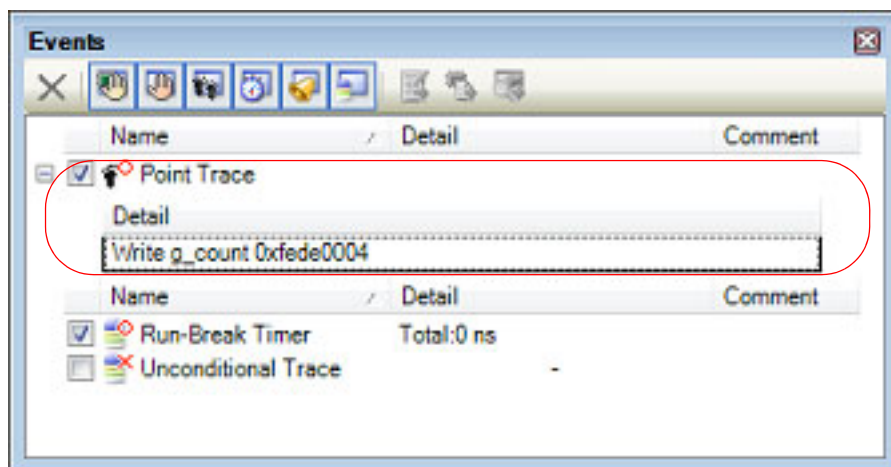 Events
Name Detail Comment
Point Trace
Detail
Write g_count 0xfede0004
Name Detail Comment
Run-Break Timer Total:0 ns
Unconditional Trace -